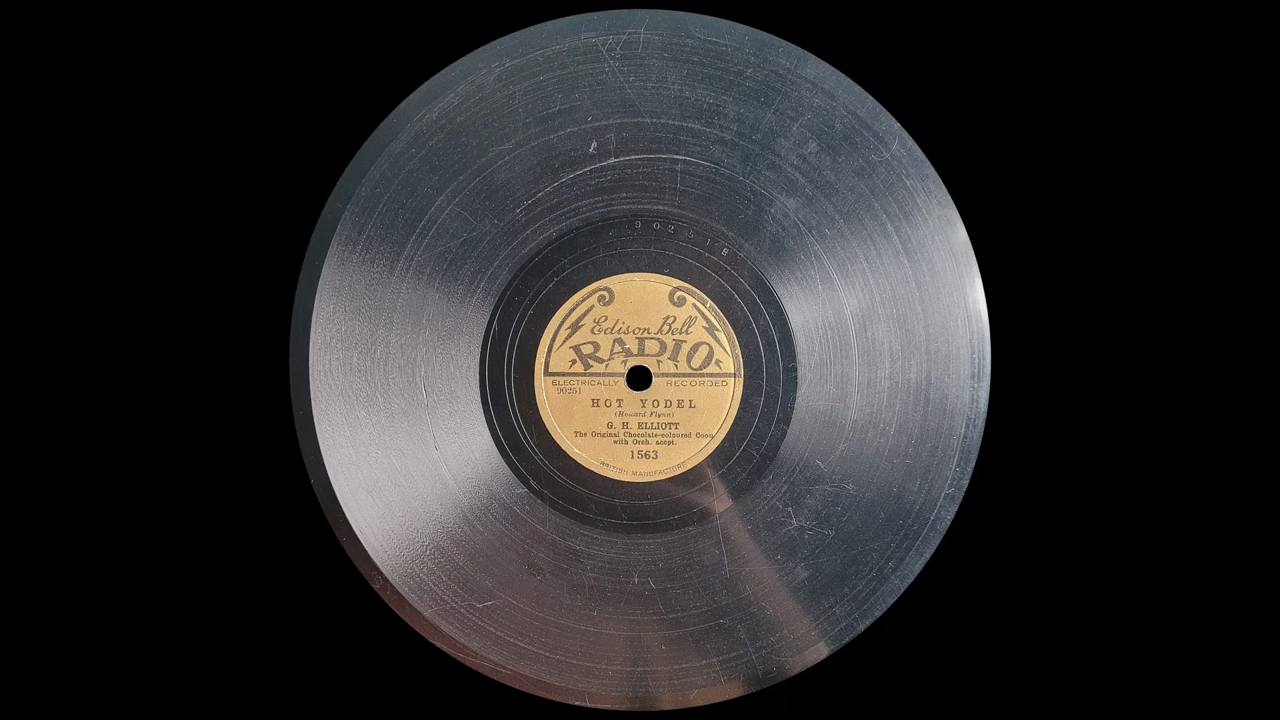 90251E
Edison Bell
RADIO
ELECTRICALLY RECORDED
90251
HOT YODEL
(Howard Flynn)
G. H. ELLIOTT
The Original Chocolate-coloured Coon
with Orch. accpt.
1563
BRITISH MANUFACTURE